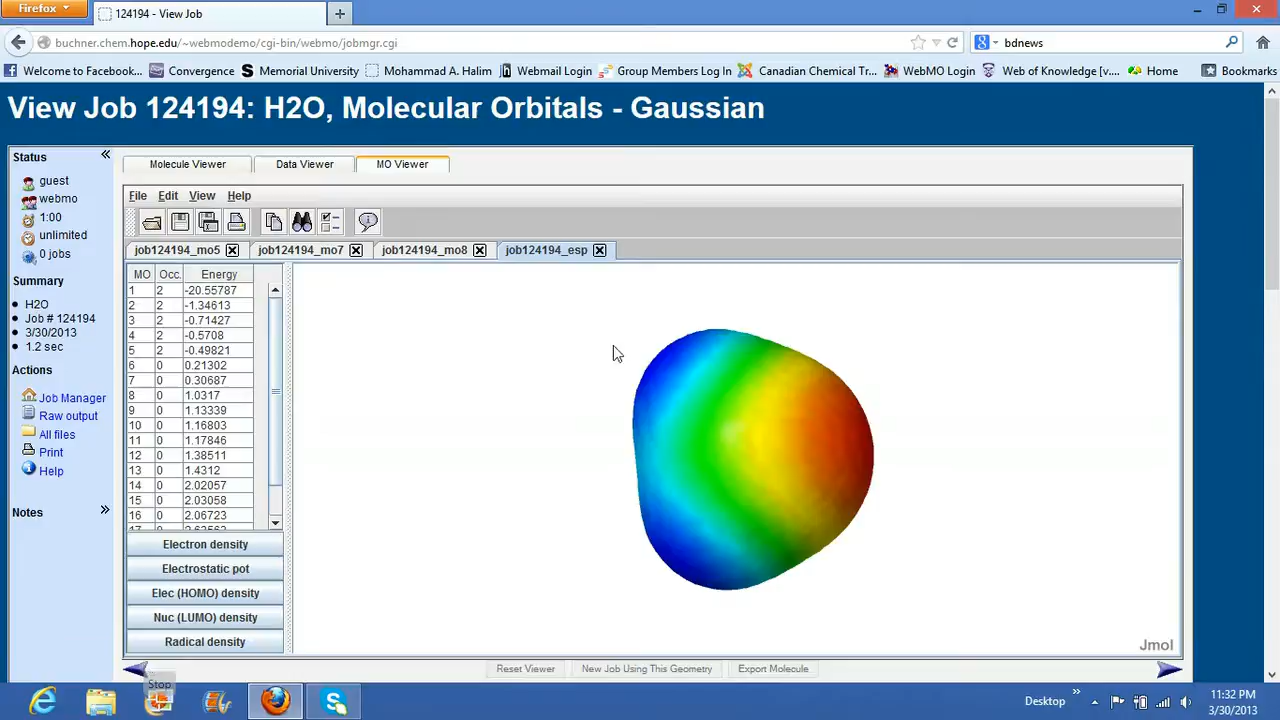 Firefox
124194 - View Job
buchner.chem.hope.edu/~webmodemo/cgi-bin/webmo/jobmgr.cgi
bdnews
Welcome to Facebook...
Convergence
Memorial University
Mohammad A. Halim
Webmail Login
Group Members Log In
Canadian Chemical Tr...
WebMO Login
Web of Knowledge [v....
Home
Bookmarks
View Job 124194: H2O, Molecular Orbitals - Gaussian
Status
guest
webmo
1:00
unlimited
0 jobs
Summary
H2O
Job # 124194
3/30/2013
1.2 sec
Actions
Job Manager
Raw output
All files
Print
Help
Notes
Molecule Viewer
Data Viewer
MO Viewer
File Edit View Help
job124194_mo5
job124194_mo7
job124194_mo8
job124194_esp
MO Occ. Energy
1 2 -20.55787
2 2 -1.34613
3 2 -0.71427
4 2 -0.5708
5 2 -0.49821
6 0 0.21302
7 0 0.30687
8 0 1.0317
9 0 1.13339
10 0 1.16803
11 0 1.17846
12 0 1.38511
13 0 1.4312
14 0 2.02057
15 0 2.03058
16 0 2.06723
Electron density
Electrostatic pot
Elec (HOMO) density
Nuc (LUMO) density
Radical density
Jmol
Reset Viewer
New Job Using This Geometry
Export Molecule
Stop
Desktop
11:32 PM
3/30/2013